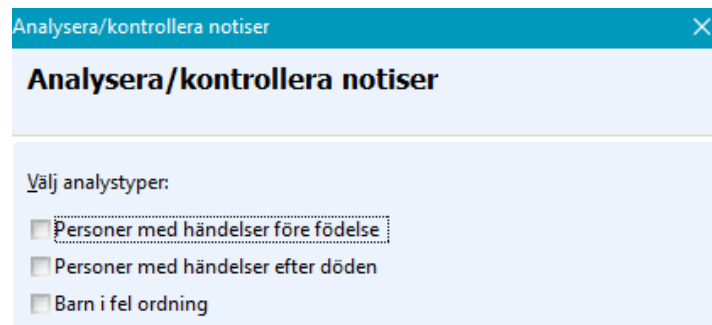 Analysera/kontrollera notiser
Analysera/kontrollera notiser
Välj analystyper:
Personer med händelser före födelse
Personer med händelser efter döden
Barn i fel ordning